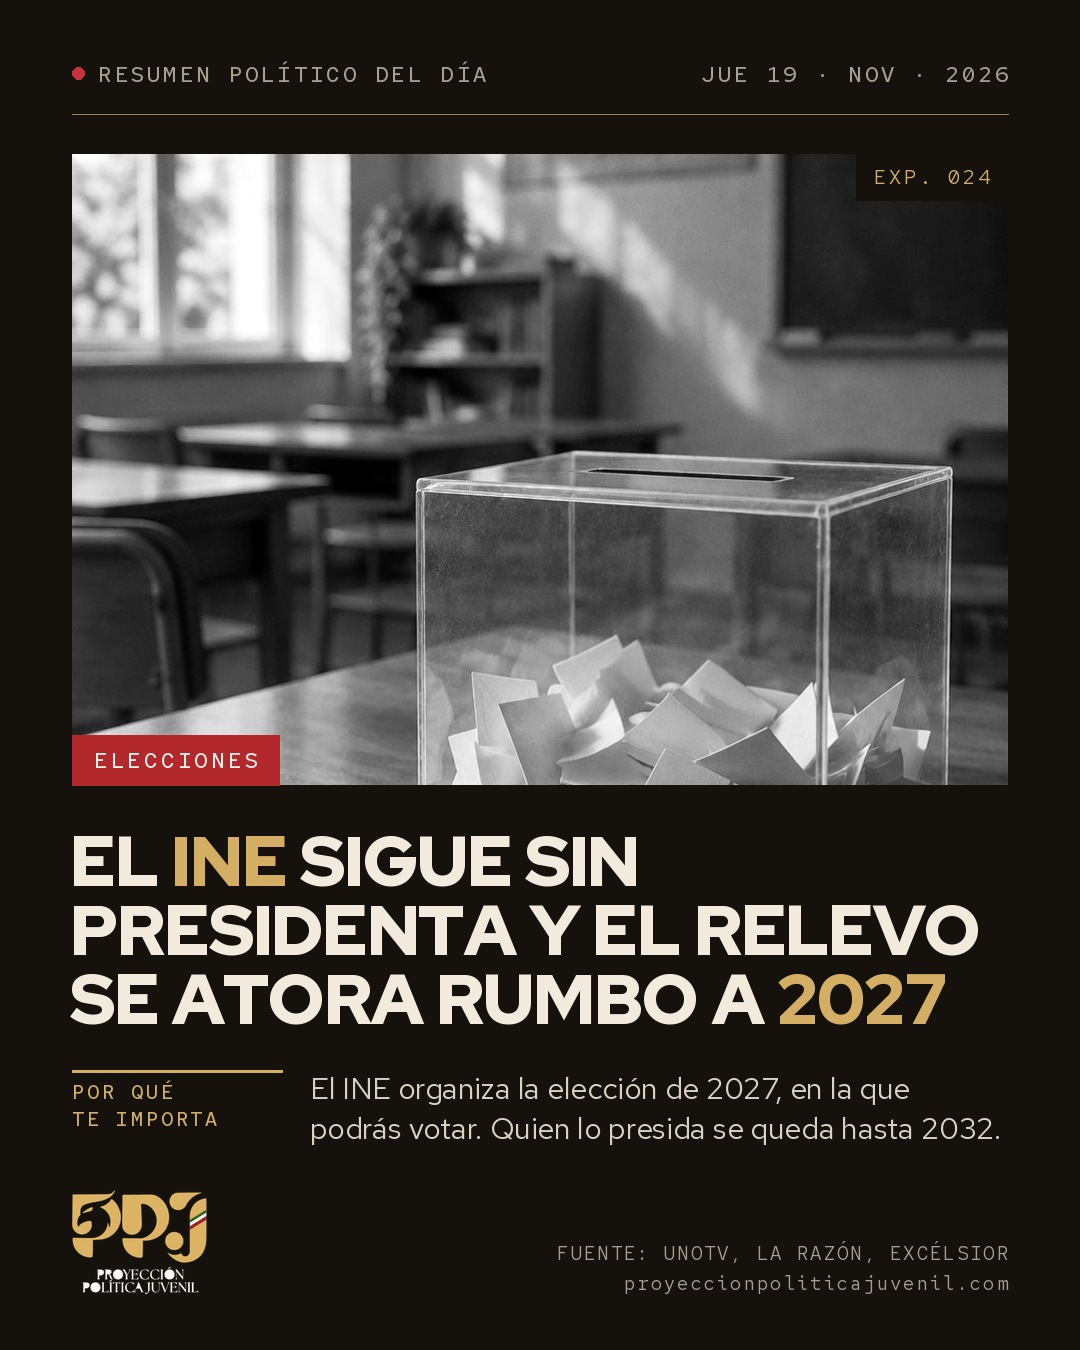 RESUMEN POLÍTICO DEL DÍA
JUE 19 · NOV · 2026
EXP. 024
ELECCIONES
EL INE SIGUE SIN
PRESIDENTA Y EL RELEVO
SE ATORA RUMBO A 2027
POR QUÉ
TE IMPORTA
El INE organiza la elección de 2027, en la que
podrás votar. Quien lo presida se queda hasta 2032.
PPJ
PROYECCIÓN
POLÍTICA JUVENIL
FUENTE: UNOTV, LA RAZÓN, EXCÉLSIOR
proyeccionpoliticajuvenil.com